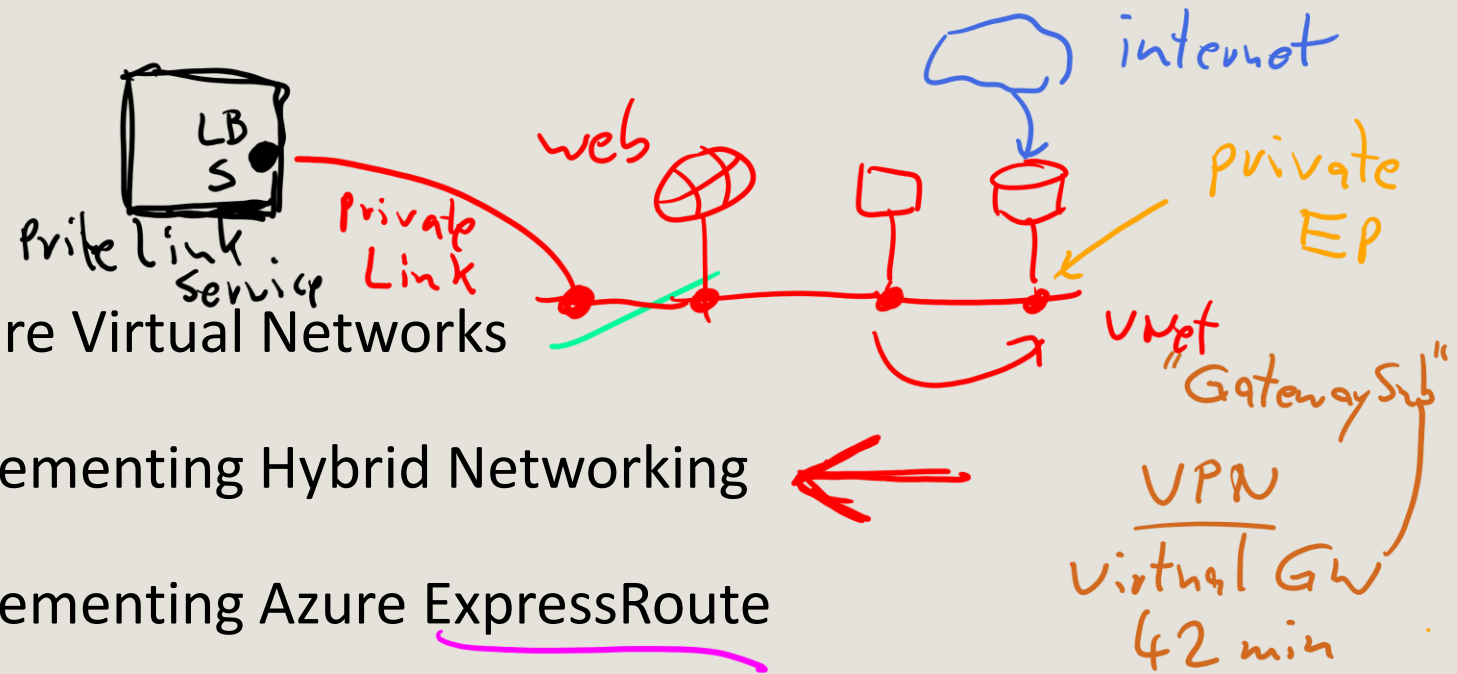 internet
LB
S
web
private
EP
Private
Link
Prite Link
Service
re Virtual Networks
VNet
"GatewaySub"
ementing Hybrid Networking
VPN
Virtual GW
42 min
ementing Azure ExpressRoute